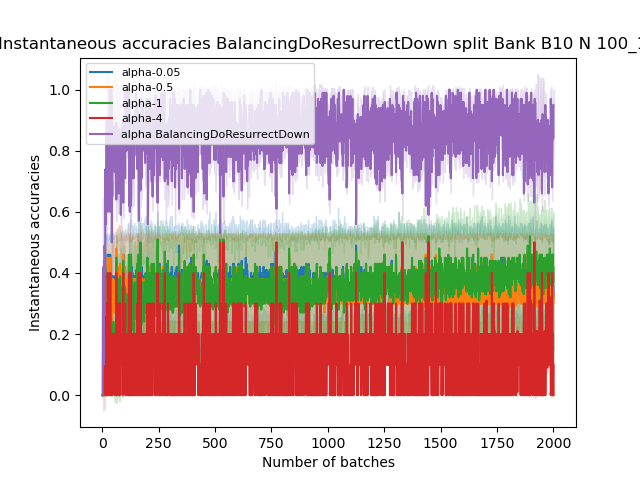 Instantaneous accuracies BalancingDoResurrectDown split Bank B10 N 100_
alpha-0.05
alpha-0.5
alpha-1
alpha-4
alpha BalancingDoResurrectDown
Instantaneous accuracies
1.0
0.8
0.6
0.4
0.2
0.0
0 250 500 750 1000 1250 1500 1750 2000
Number of batches